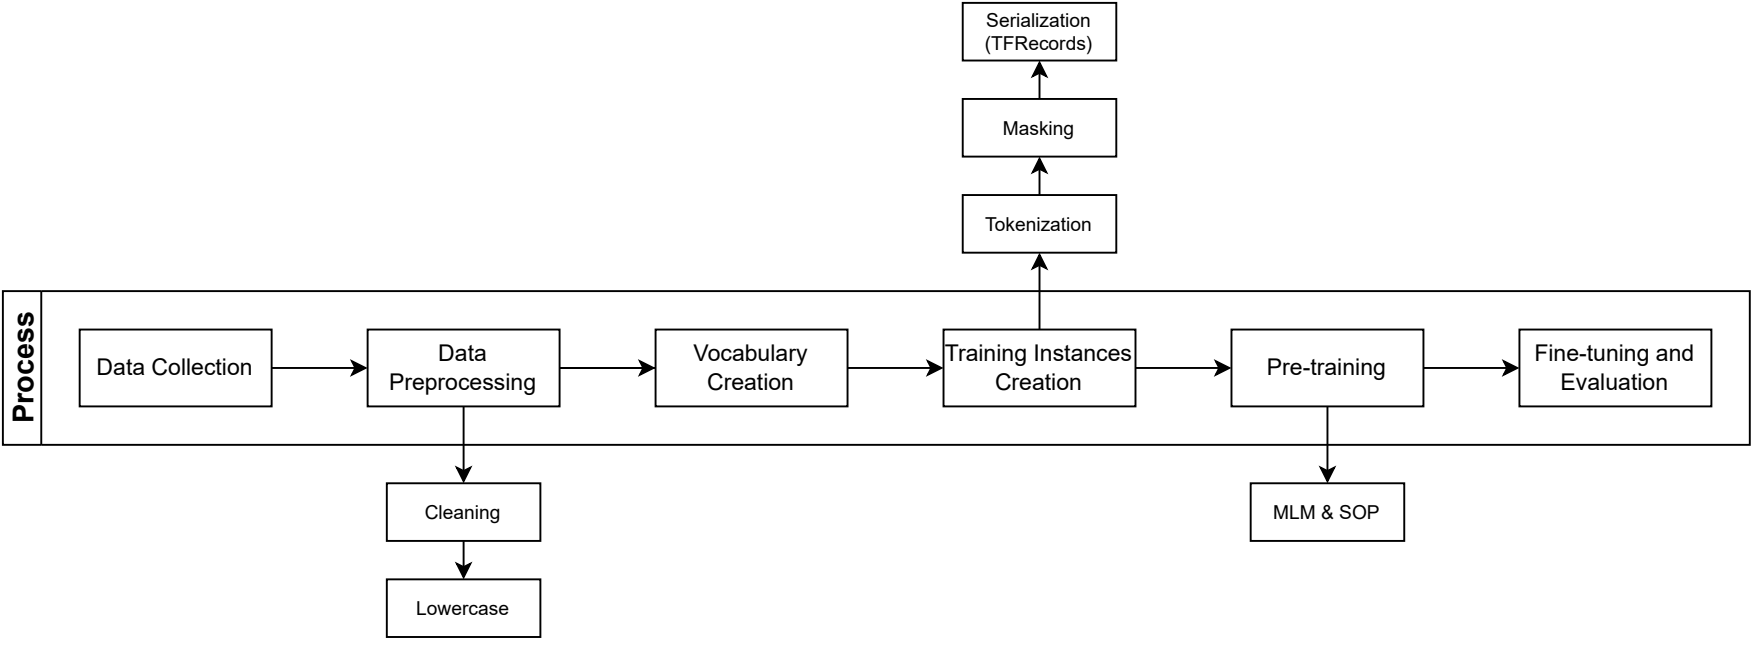 Serialization
(TFRecords)
Masking
Tokenization
Process
Data Collection
Data
Preprocessing
Vocabulary
Creation
Training Instances
Creation
Pre-training
Fine-tuning and
Evaluation
Cleaning
MLM & SOP
Lowercase